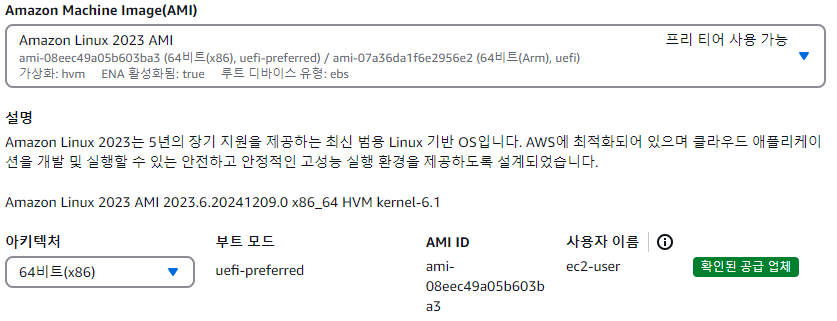 Amazon Machine Image(AMI)
Amazon Linux 2023 AMI
프리 티어 사용 가능
ami-08eec49a05b603ba3 (64비트(x86), uefi-preferred) / ami-07a36da1f6e2956e2 (64비트(Arm), uefi)
가상화: hvm ENA 활성화됨: true 루트 디바이스 유형: ebs
설명
Amazon Linux 2023는 5년의 장기 지원을 제공하는 최신 범용 Linux 기반 OS입니다. AWS에 최적화되어 있으며 클라우드 애플리케이
션을 개발 및 실행할 수 있는 안전하고 안정적인 고성능 실행 환경을 제공하도록 설계되었습니다.
Amazon Linux 2023 AMI 2023.6.20241209.0 x86_64 HVM kernel-6.1
아키텍처 부트 모드 AMI ID 사용자 이름
64비트(x86) uefi-preferred ami- ec2-user 확인된 공급 업체
08eec49a05b603b
a3